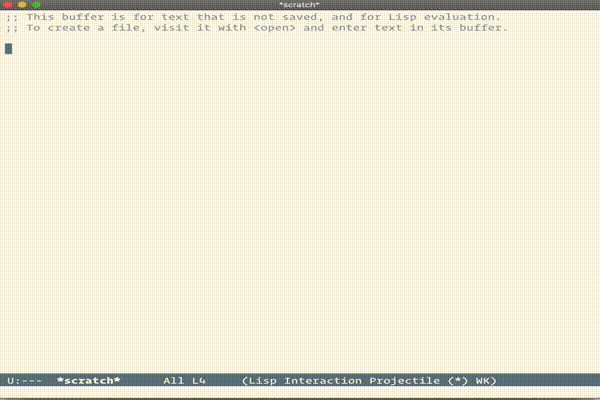 *scratch*
;; This buffer is for text that is not saved, and for Lisp evaluation.
;; To create a file, visit it with <open> and enter text in its buffer.
U:---  *scratch*      All L4     (Lisp Interaction Projectile (*) WK)